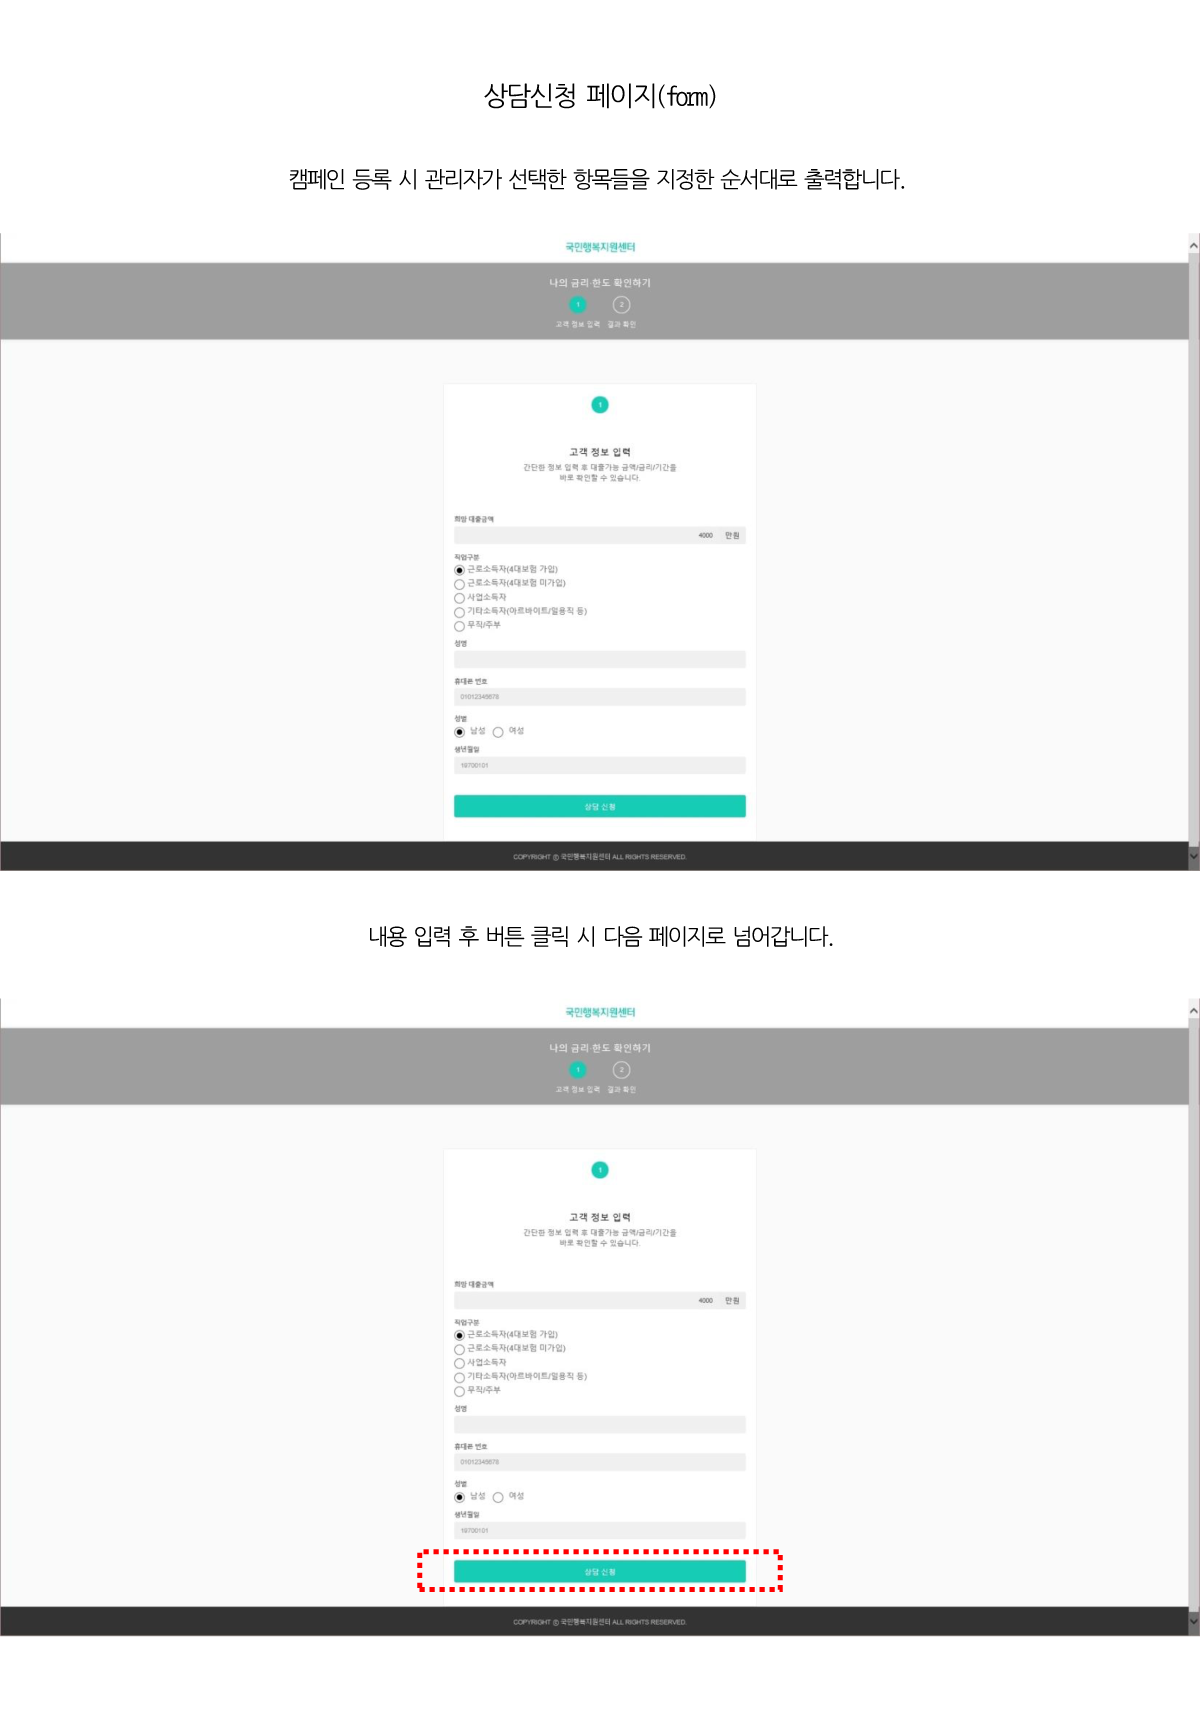 상담신청 페이지(form)
캠페인 등록 시 관리자가 선택한 항목들을 지정한 순서대로 출력합니다.
국민행복지원센터
나의 금리·한도 확인하기
1 2
고객 정보 입력 결과 확인
1
고객 정보 입력
간단한 정보 입력 후 대출가능 금액/금리/기간을
바로 확인할 수 있습니다.
희망 대출금액
4000 만원
직업구분
근로소득자(4대보험 가입)
근로소득자(4대보험 미가입)
사업소득자
기타소득자(아르바이트/일용직 등)
무직/주부
성명
휴대폰 번호
01012345678
성별
남성 여성
생년월일
19700101
상담 신청
COPYRIGHT ⓒ 국민행복지원센터 ALL RIGHTS RESERVED.
내용 입력 후 버튼 클릭 시 다음 페이지로 넘어갑니다.
국민행복지원센터
나의 금리·한도 확인하기
1 2
고객 정보 입력 결과 확인
1
고객 정보 입력
간단한 정보 입력 후 대출가능 금액/금리/기간을
바로 확인할 수 있습니다.
희망 대출금액
4000 만원
직업구분
근로소득자(4대보험 가입)
근로소득자(4대보험 미가입)
사업소득자
기타소득자(아르바이트/일용직 등)
무직/주부
성명
휴대폰 번호
01012345678
성별
남성 여성
생년월일
19700101
상담 신청
COPYRIGHT ⓒ 국민행복지원센터 ALL RIGHTS RESERVED.